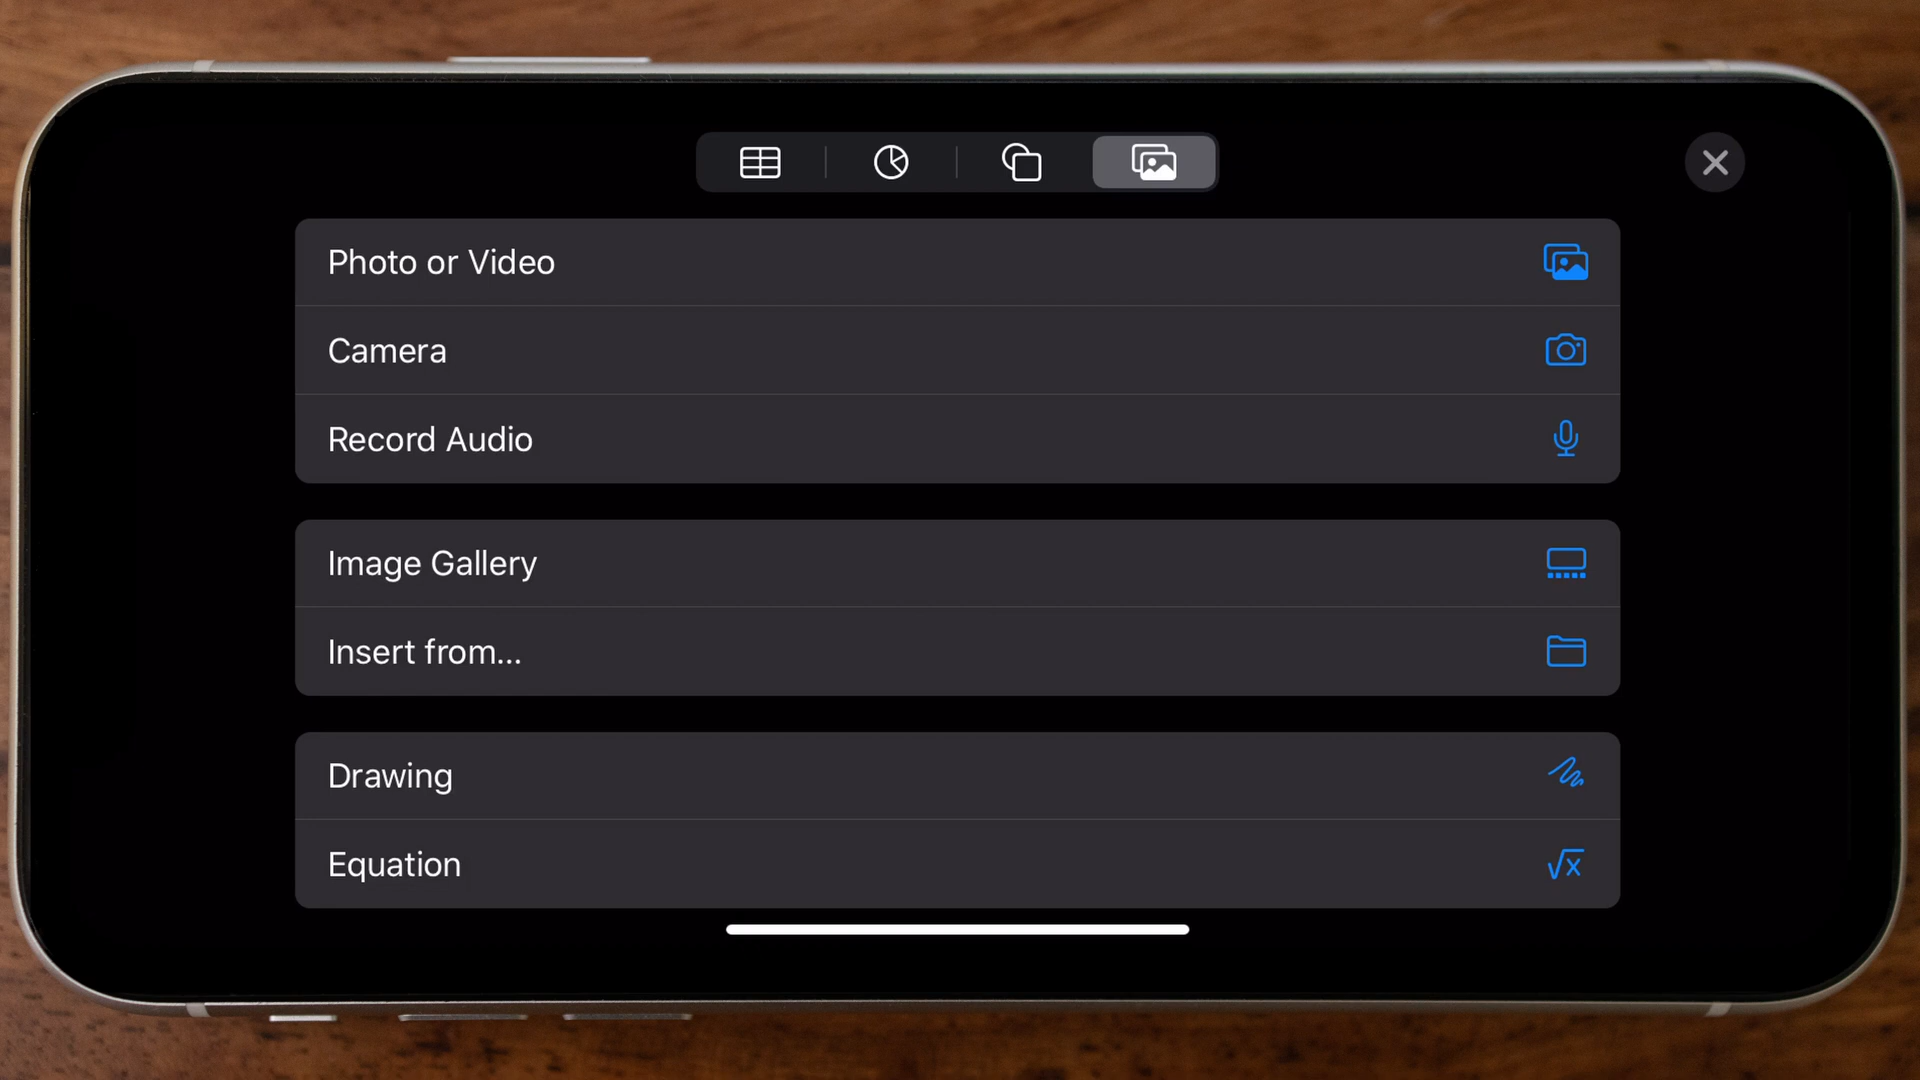 Photo or Video
Camera
Record Audio
Image Gallery
Insert from...
Drawing
Equation
√x